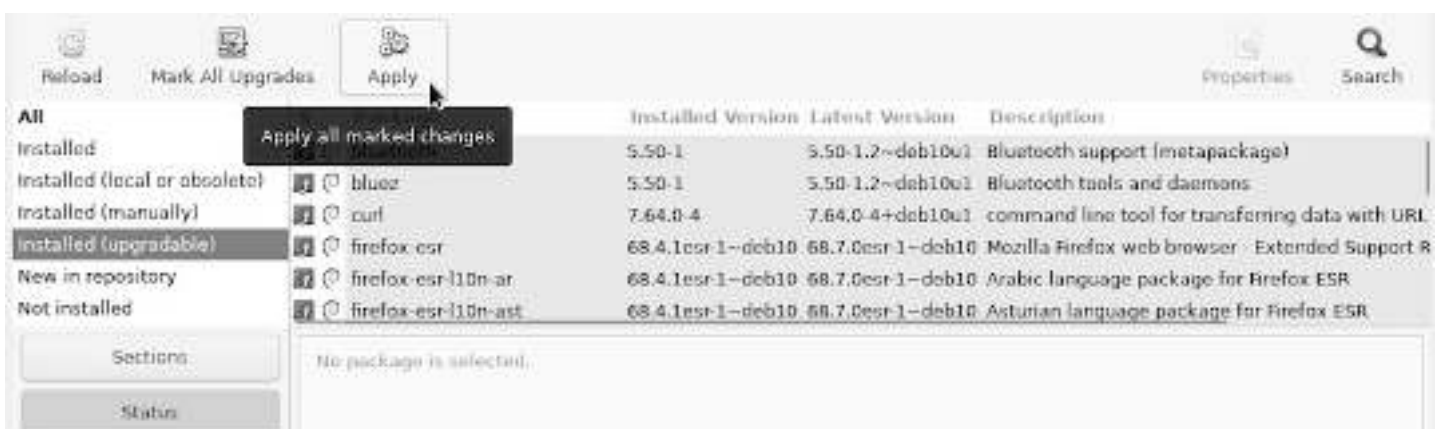 Reload Mark All Upgrades Apply Properties Search
All Installed Version Latest Version Description
Apply all marked changes
Installed 5.50-1 5.50-1.2~deb10u1 Bluetooth support (metapackage)
Installed (local or obsolete) bluez 5.50-1 5.50-1.2~deb10u1 Bluetooth tools and daemons
Installed (manually) curl 7.64.0-4 7.64.0-4+deb10u1 command line tool for transferring data with URL
Installed (upgradable) firefox-esr 68.4.1esr-1~deb10 68.7.0esr-1~deb10 Mozilla Firefox web browser - Extended Support R
New in repository firefox-esr-l10n-ar 68.4.1esr-1~deb10 68.7.0esr-1~deb10 Arabic language package for Firefox ESR
Not installed firefox-esr-l10n-ast 68.4.1esr-1~deb10 68.7.0esr-1~deb10 Asturian language package for Firefox ESR
Sections No package is selected.
Status